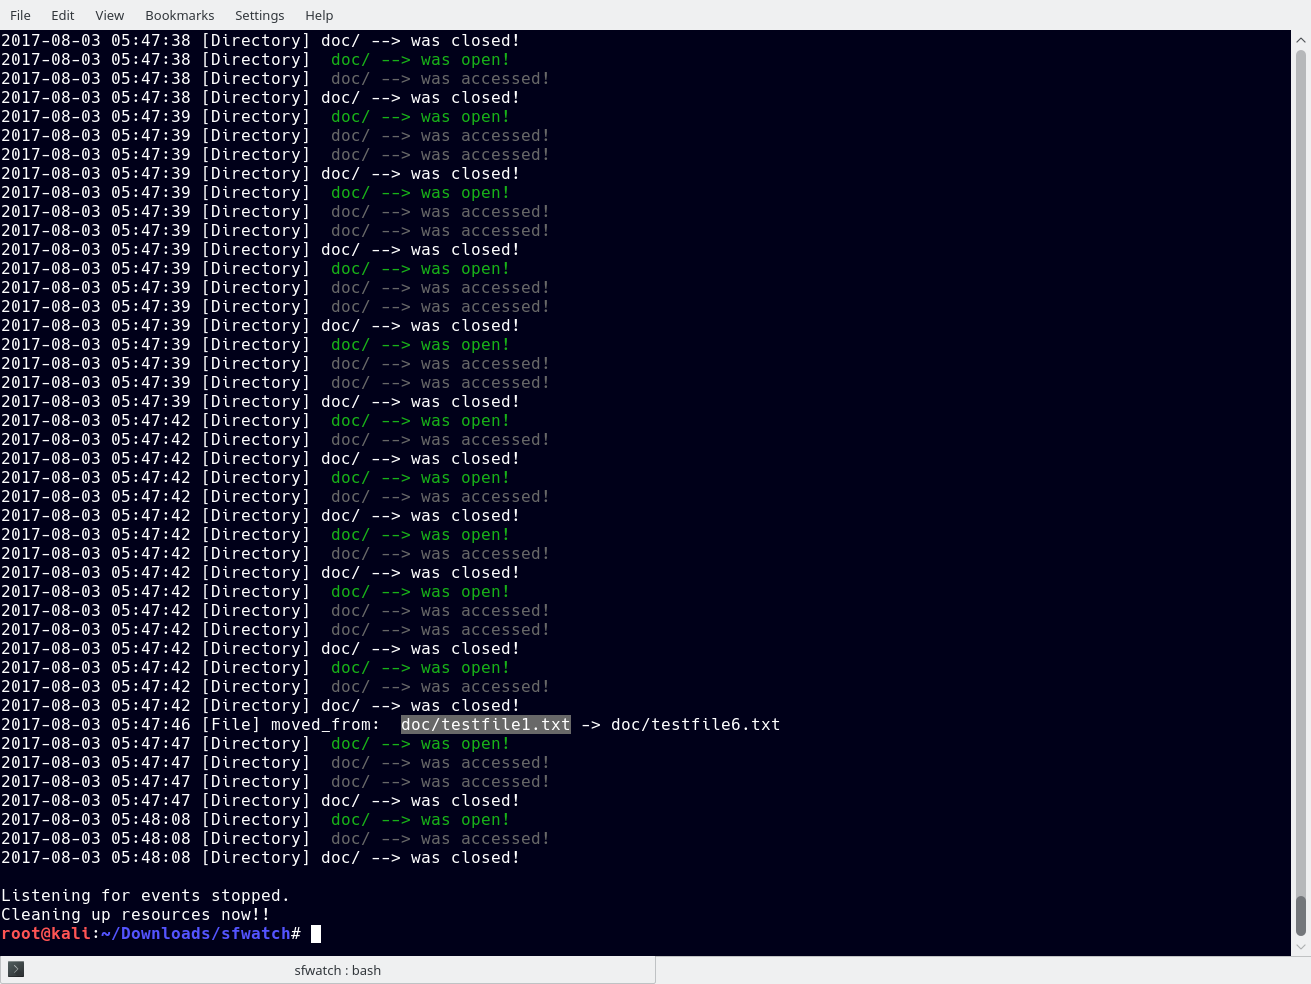 File Edit View Bookmarks Settings Help
2017-08-03 05:47:38 [Directory] doc/ --> was closed!
2017-08-03 05:47:38 [Directory]  doc/ --> was open!
2017-08-03 05:47:38 [Directory]  doc/ --> was accessed!
2017-08-03 05:47:38 [Directory] doc/ --> was closed!
2017-08-03 05:47:39 [Directory]  doc/ --> was open!
2017-08-03 05:47:39 [Directory]  doc/ --> was accessed!
2017-08-03 05:47:39 [Directory]  doc/ --> was accessed!
2017-08-03 05:47:39 [Directory] doc/ --> was closed!
2017-08-03 05:47:39 [Directory]  doc/ --> was open!
2017-08-03 05:47:39 [Directory]  doc/ --> was accessed!
2017-08-03 05:47:39 [Directory]  doc/ --> was accessed!
2017-08-03 05:47:39 [Directory] doc/ --> was closed!
2017-08-03 05:47:39 [Directory]  doc/ --> was open!
2017-08-03 05:47:39 [Directory]  doc/ --> was accessed!
2017-08-03 05:47:39 [Directory]  doc/ --> was accessed!
2017-08-03 05:47:39 [Directory] doc/ --> was closed!
2017-08-03 05:47:39 [Directory]  doc/ --> was open!
2017-08-03 05:47:39 [Directory]  doc/ --> was accessed!
2017-08-03 05:47:39 [Directory]  doc/ --> was accessed!
2017-08-03 05:47:39 [Directory] doc/ --> was closed!
2017-08-03 05:47:42 [Directory]  doc/ --> was open!
2017-08-03 05:47:42 [Directory]  doc/ --> was accessed!
2017-08-03 05:47:42 [Directory] doc/ --> was closed!
2017-08-03 05:47:42 [Directory]  doc/ --> was open!
2017-08-03 05:47:42 [Directory]  doc/ --> was accessed!
2017-08-03 05:47:42 [Directory] doc/ --> was closed!
2017-08-03 05:47:42 [Directory]  doc/ --> was open!
2017-08-03 05:47:42 [Directory]  doc/ --> was accessed!
2017-08-03 05:47:42 [Directory] doc/ --> was closed!
2017-08-03 05:47:42 [Directory]  doc/ --> was open!
2017-08-03 05:47:42 [Directory]  doc/ --> was accessed!
2017-08-03 05:47:42 [Directory]  doc/ --> was accessed!
2017-08-03 05:47:42 [Directory] doc/ --> was closed!
2017-08-03 05:47:42 [Directory]  doc/ --> was open!
2017-08-03 05:47:42 [Directory]  doc/ --> was accessed!
2017-08-03 05:47:42 [Directory] doc/ --> was closed!
2017-08-03 05:47:46 [File] moved_from:  doc/testfile1.txt -> doc/testfile6.txt
2017-08-03 05:47:47 [Directory]  doc/ --> was open!
2017-08-03 05:47:47 [Directory]  doc/ --> was accessed!
2017-08-03 05:47:47 [Directory]  doc/ --> was accessed!
2017-08-03 05:47:47 [Directory] doc/ --> was closed!
2017-08-03 05:48:08 [Directory]  doc/ --> was open!
2017-08-03 05:48:08 [Directory]  doc/ --> was accessed!
2017-08-03 05:48:08 [Directory] doc/ --> was closed!
Listening for events stopped.
Cleaning up resources now!!
root@kali:~/Downloads/sfwatch#
sfwatch : bash